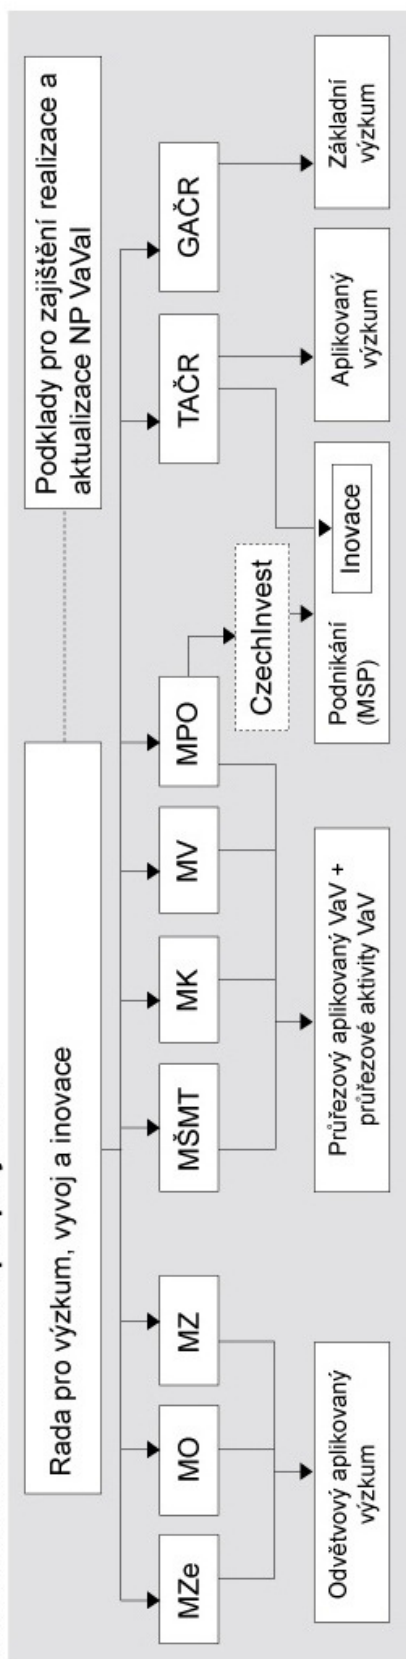 Rada pro výzkum, vyvoj a inovace
Podklady pro zajištění realizace a
aktualizace NP VaVaI
MZe
MO
MZ
MŠMT
MK
MV
MPO
TAČR
GAČR
CzechInvest
Odvětvový aplikovaný
výzkum
Průřezový aplikovaný VaV +
průřezové aktivity VaV
Podnikání
(MSP)
Inovace
Aplikovaný
výzkum
Základní
výzkum